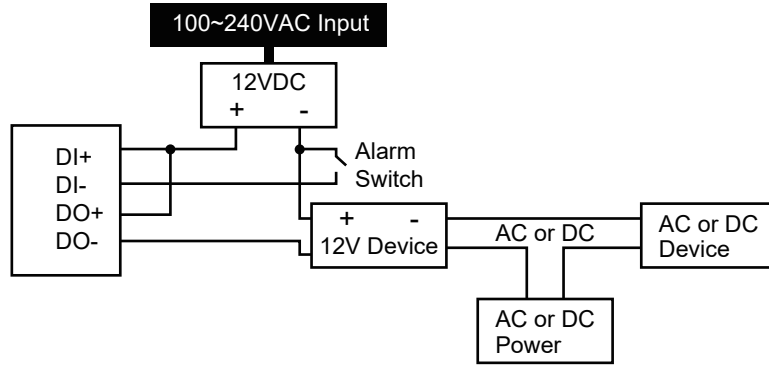 100~240VAC Input
12VDC
+ -
DI+
DI-
DO+
DO-
Alarm
Switch
+ -
12V Device
AC or DC
AC or DC
Device
AC or DC
Power